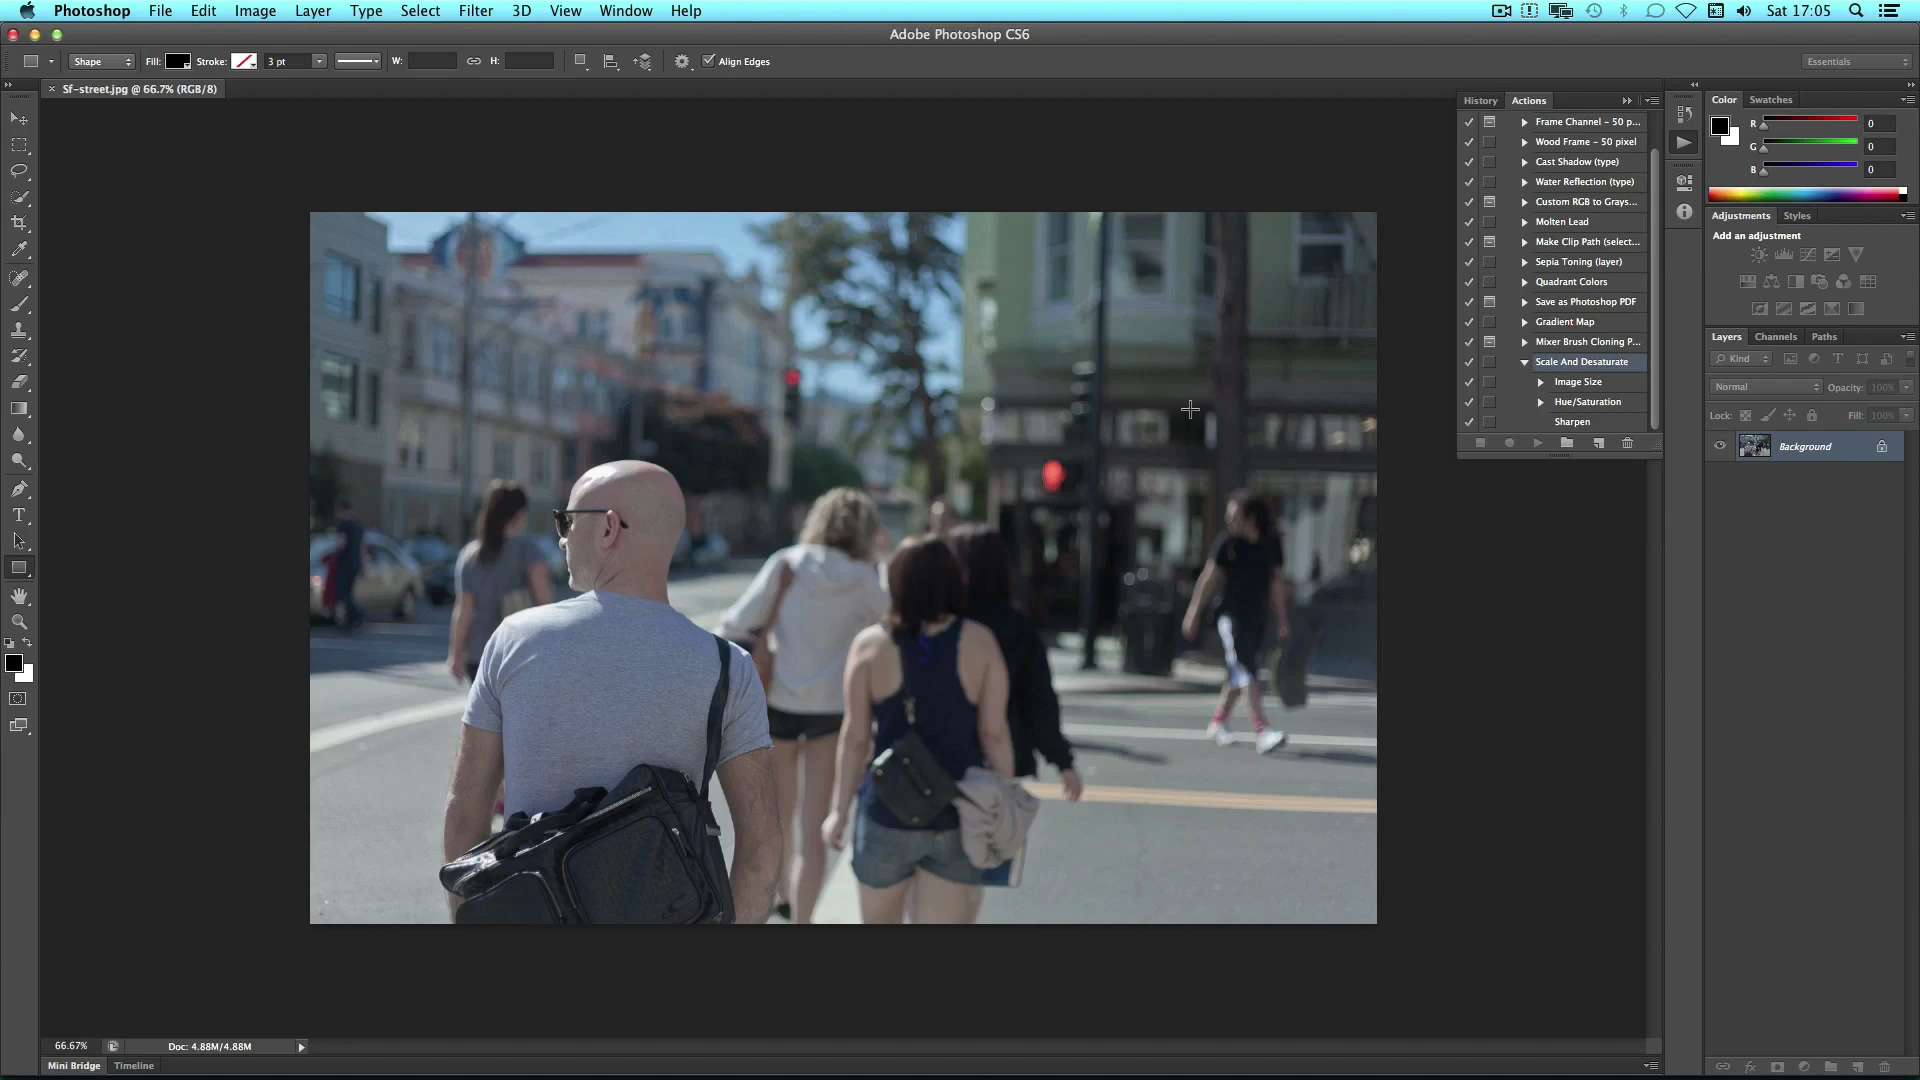 Photoshop File Edit Image Layer Type Select Filter 3D View Window Help Sat 17:05
Adobe Photoshop CS6
Shape Fill: Stroke: 3 pt W: H: Align Edges Essentials
× Sf-street.jpg @ 66.7% (RGB/8)
History Actions
Frame Channel - 50 p...
Wood Frame - 50 pixel
Cast Shadow (type)
Water Reflection (type)
Custom RGB to Grays...
Molten Lead
Make Clip Path (select...
Sepia Toning (layer)
Quadrant Colors
Save as Photoshop PDF
Gradient Map
Mixer Brush Cloning P...
Scale And Desaturate
Image Size
Hue/Saturation
Sharpen
Color Swatches
R 0
G 0
B 0
Adjustments Styles
Add an adjustment
Layers Channels Paths
Kind
Normal Opacity: 100%
Lock: Fill: 100%
Background
66.67% Doc: 4.88M/4.88M
Mini Bridge Timeline